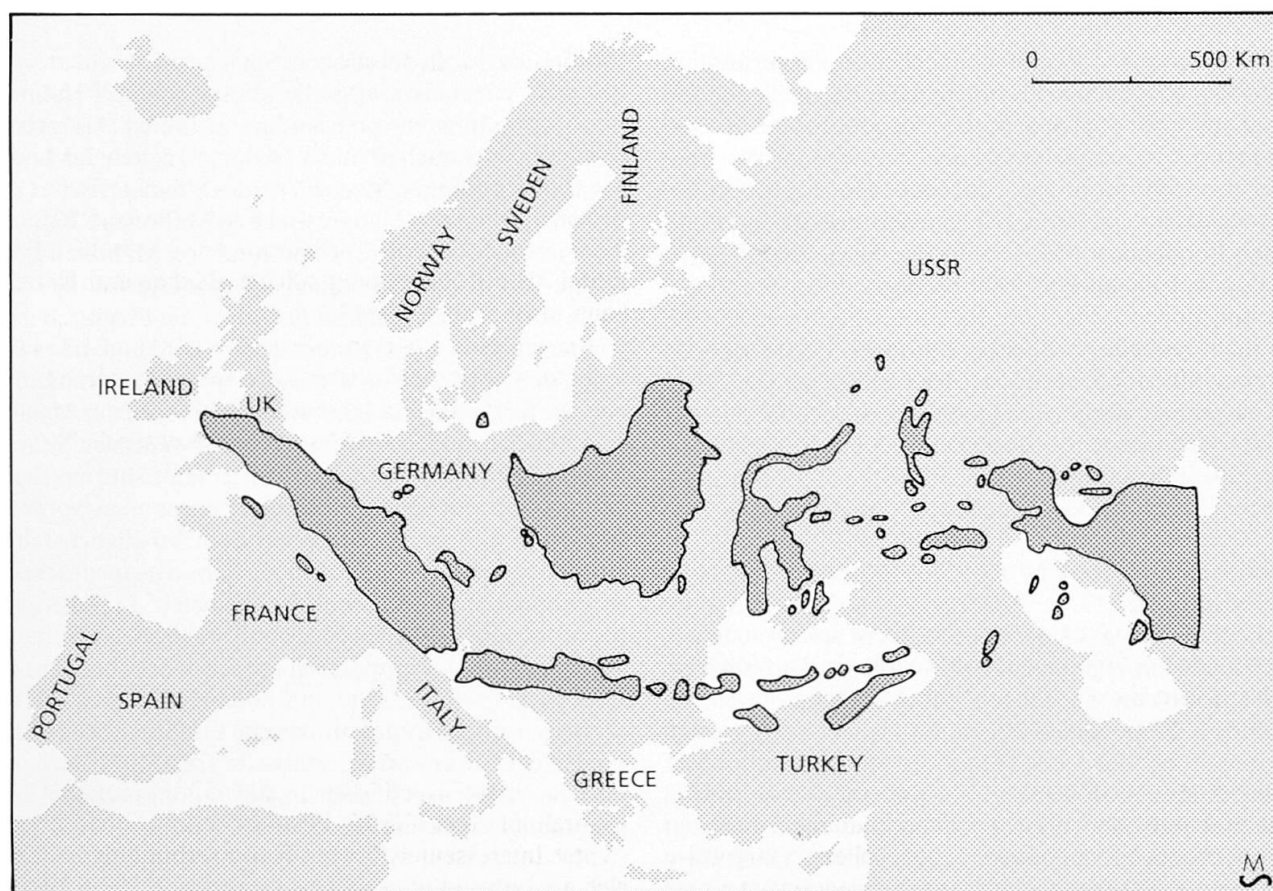 0 500 Km
FINLAND
SWEDEN
NORWAY
USSR
IRELAND
UK
GERMANY
FRANCE
PORTUGAL
SPAIN
ITALY
GREECE
TURKEY
M